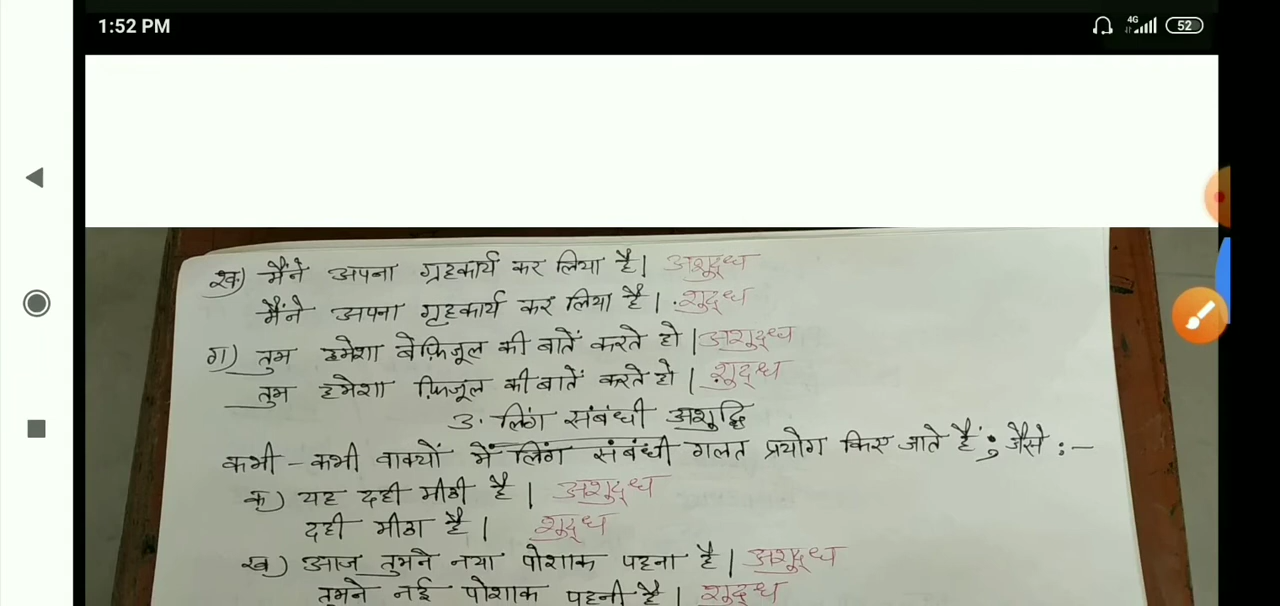 1:52 PM
4G
52
ख) मैंने अपना ग्रहकार्य कर लिया है| अशुद्ध
मैंने अपना गृहकार्य कर लिया है| शुद्ध
ग) तुम हमेशा बेफ़िजूल की बातें करते हो| अशुद्ध
तुम हमेशा फ़िजूल की बातें करते हो| शुद्ध
3. लिंग संबंधी अशुद्धि
कभी - कभी वाक्यों में लिंग संबंधी गलत प्रयोग किए जाते हैं; जैसे :-
क) यह दही मीठी है| अशुद्ध
दही मीठा है| शुद्ध
ख) आज तुमने नया पोशाक पहना है| अशुद्ध
तुमने नई पोशाक पहनी है| शुद्ध